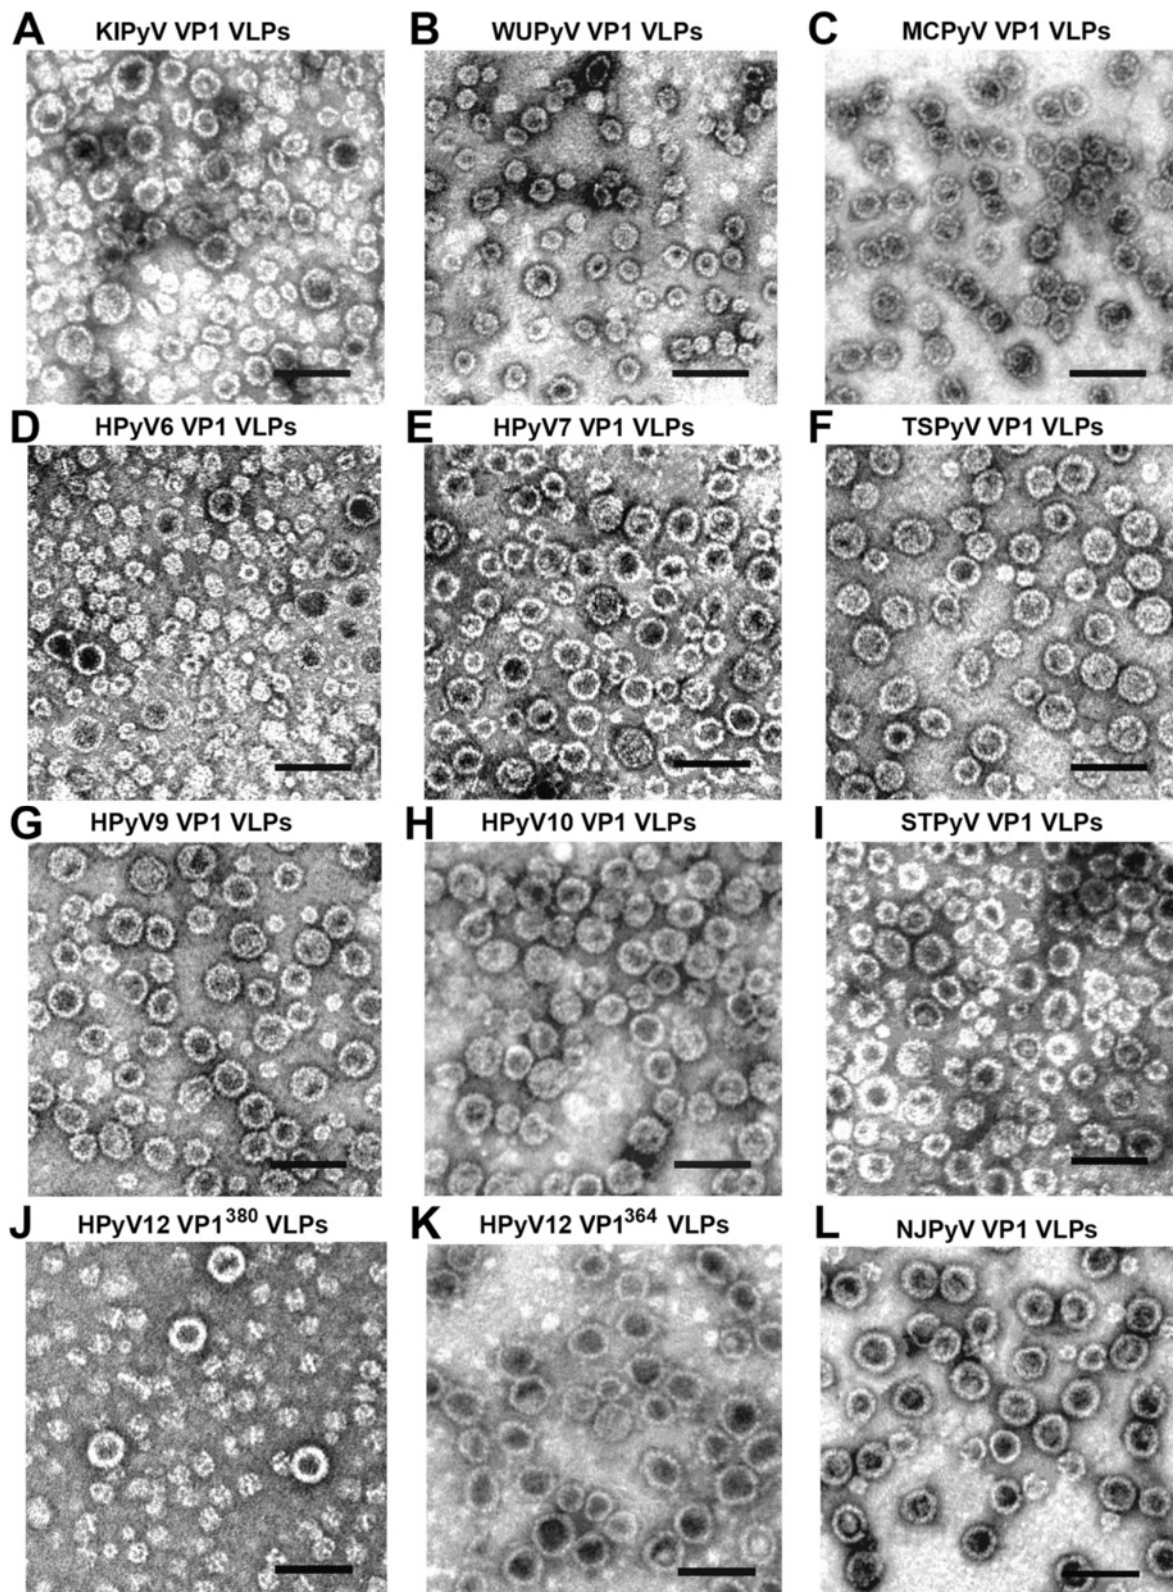 A KIPyV VP1 VLPs
B WUPyV VP1 VLPs
C MCPyV VP1 VLPs
D HPyV6 VP1 VLPs
E HPyV7 VP1 VLPs
F TSPyV VP1 VLPs
G HPyV9 VP1 VLPs
H HPyV10 VP1 VLPs
I STPyV VP1 VLPs
J HPyV12 VP1³⁸⁰ VLPs
K HPyV12 VP1³⁶⁴ VLPs
L NJPyV VP1 VLPs